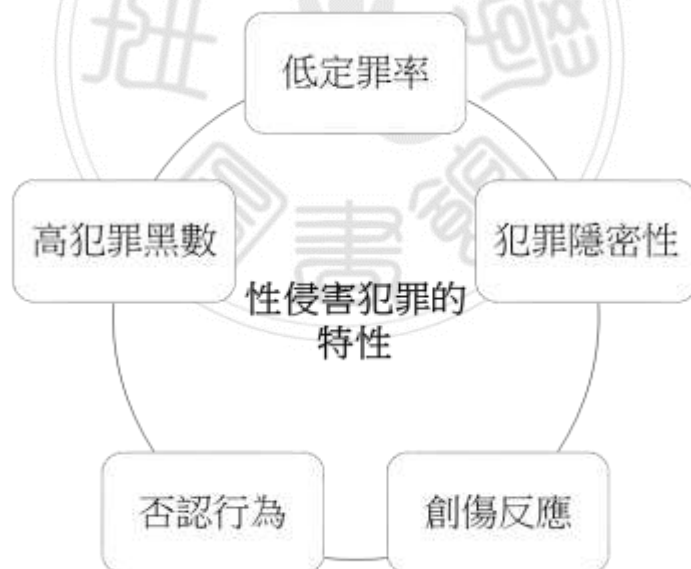 低定罪率
高犯罪黑數
犯罪隱密性
性侵害犯罪的
特性
否認行為
創傷反應